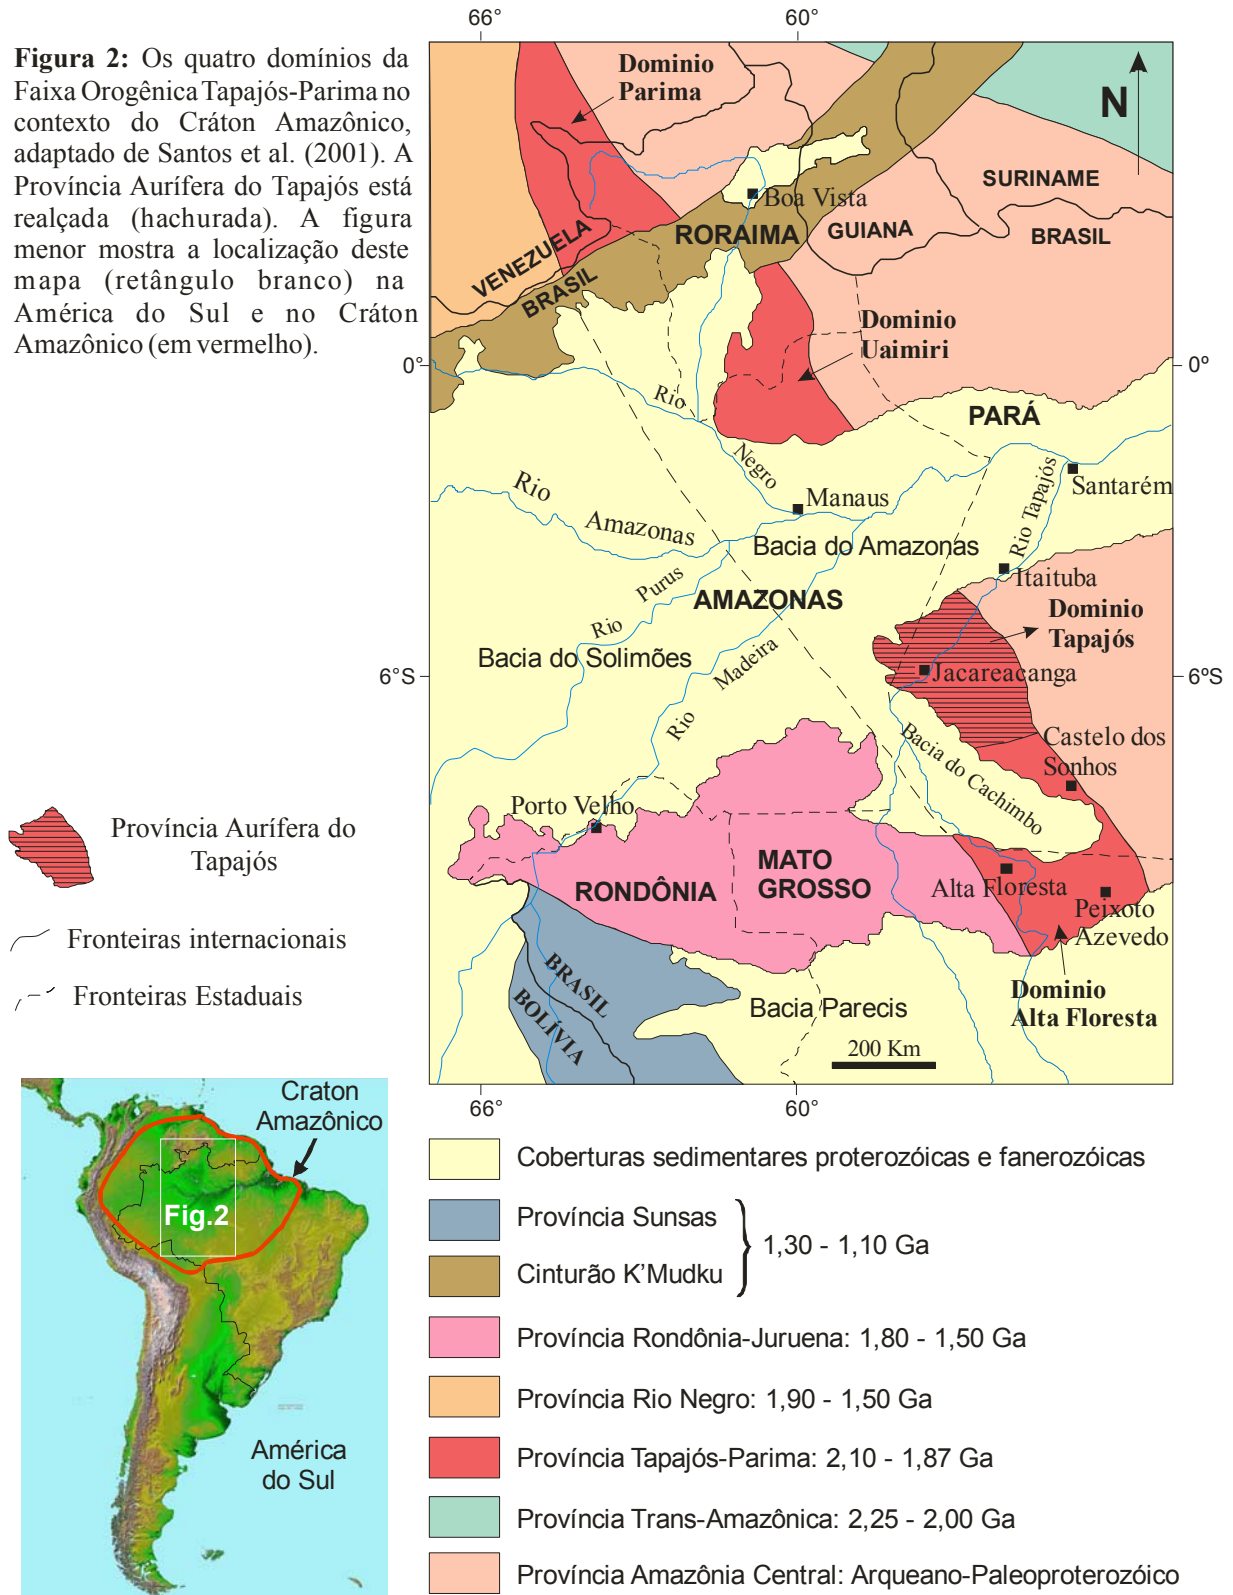 Figura 2: Os quatro domínios da
Faixa Orogênica Tapajós-Parima no
contexto do Cráton Amazônico,
adaptado de Santos et al. (2001). A
Província Aurífera do Tapajós está
realçada (hachurada). A figura
menor mostra a localização deste
mapa (retângulo branco) na
América do Sul e no Cráton
Amazônico (em vermelho).
66°
60°
Dominio
Parima
N
Boa Vista
SURINAME
RORAIMA
GUIANA
BRASIL
VENEZUELA
BRASIL
Dominio
Uaimiri
0°
0º
Rio
Negro
PARÁ
Rio
Amazonas
Manaus
Santarém
Rio Tapajós
Bacia do Amazonas
Itaituba
Purus
Rio
AMAZONAS
Dominio
Tapajós
Bacia do Solimões
Madeira
Rio
Jacareacanga
6°S
6ºS
Castelo dos
Sonhos
Bacia do Cachimbo
Porto Velho
MATO
GROSSO
RONDÔNIA
Alta Floresta
Peixoto
Azevedo
BRASIL
BOLÍVIA
Dominio
Alta Floresta
Bacia Parecis
200 Km
66°
60°
Província Aurífera do
Tapajós
Fronteiras internacionais
Fronteiras Estaduais
Craton
Amazônico
Fig.2
América
do Sul
Coberturas sedimentares proterozóicas e fanerozóicas
Província Sunsas
Cinturão K'Mudku
1,30 - 1,10 Ga
Província Rondônia-Juruena: 1,80 - 1,50 Ga
Província Rio Negro: 1,90 - 1,50 Ga
Província Tapajós-Parima: 2,10 - 1,87 Ga
Província Trans-Amazônica: 2,25 - 2,00 Ga
Província Amazônia Central: Arqueano-Paleoproterozóico